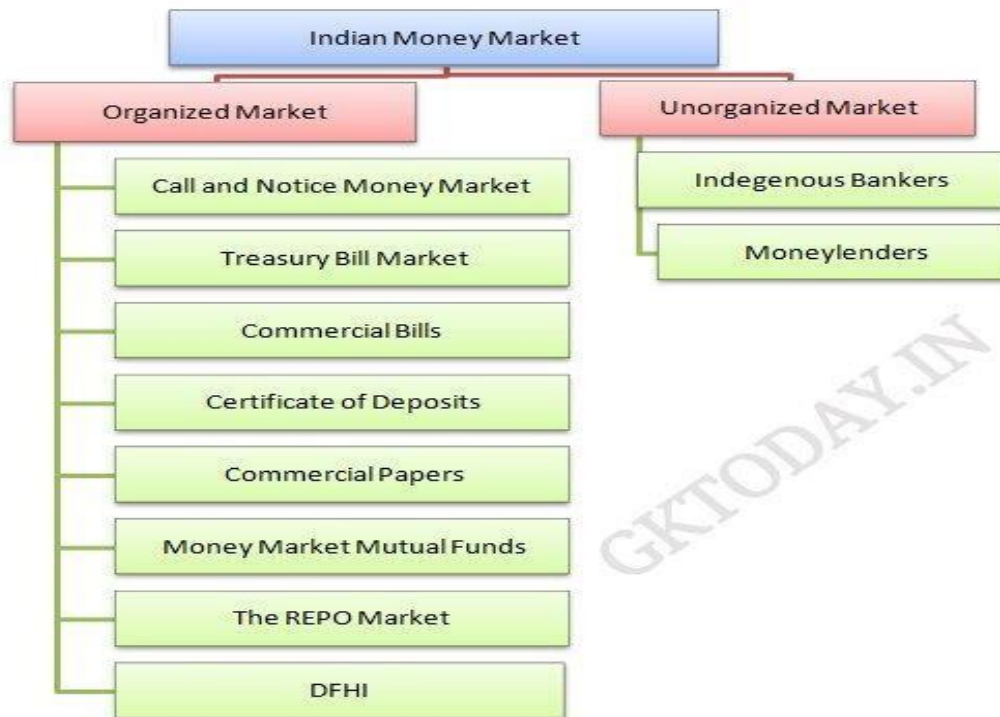 Indian Money Market
Organized Market
Call and Notice Money Market
Treasury Bill Market
Commercial Bills
Certificate of Deposits
Commercial Papers
Money Market Mutual Funds
The REPO Market
DFHI
Unorganized Market
Indegenous Bankers
Moneylenders
GKTODAY.IN